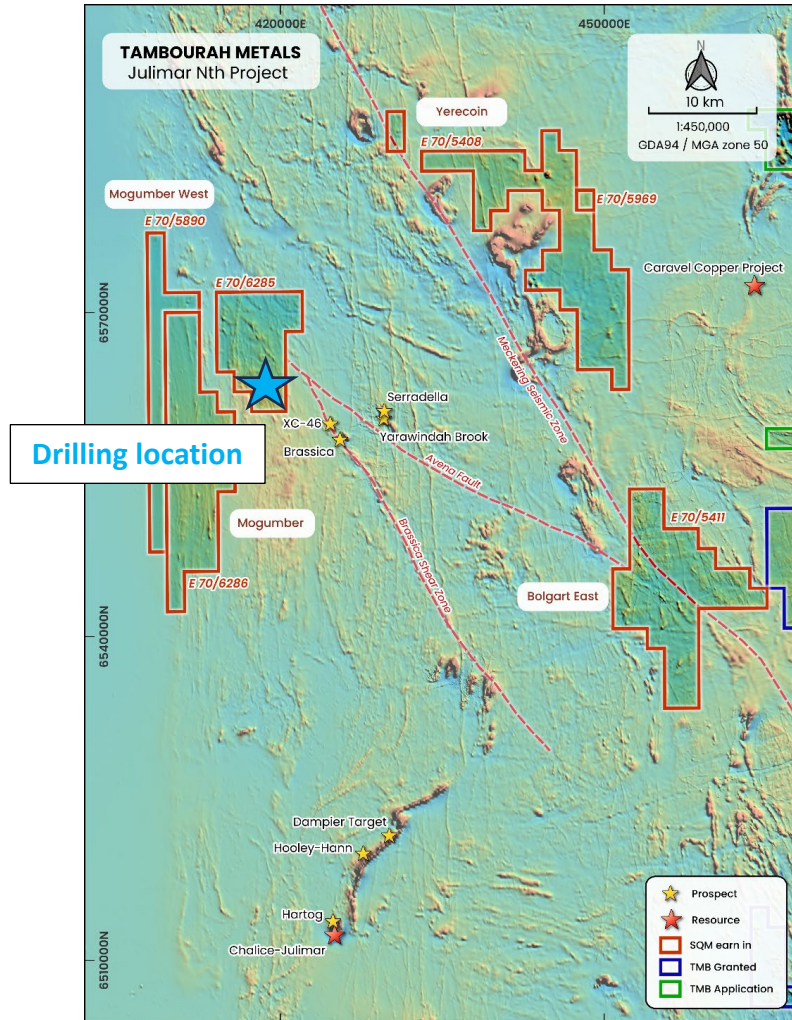 420000E
450000E
TAMBOURAH METALS
Julimar Nth Project
N
10 km
1:450,000
GDA94 / MGA zone 50
Yerecoin
E 70/5408
Mogumber West
E 70/5890
E 70/5969
E 70/6285
Caravel Copper Project
6570000N
Meckering Seismic Zone
Serradella
XC-46
Yarawindah Brook
Brassica
Drilling location
Avena Fault
E 70/5411
Mogumber
Brassica Shear Zone
E 70/6286
Bolgart East
6540000N
Dampier Target
Hooley-Hann
Hartog
Chalice-Julimar
6510000N
Prospect
Resource
SQM earn in
TMB Granted
TMB Application